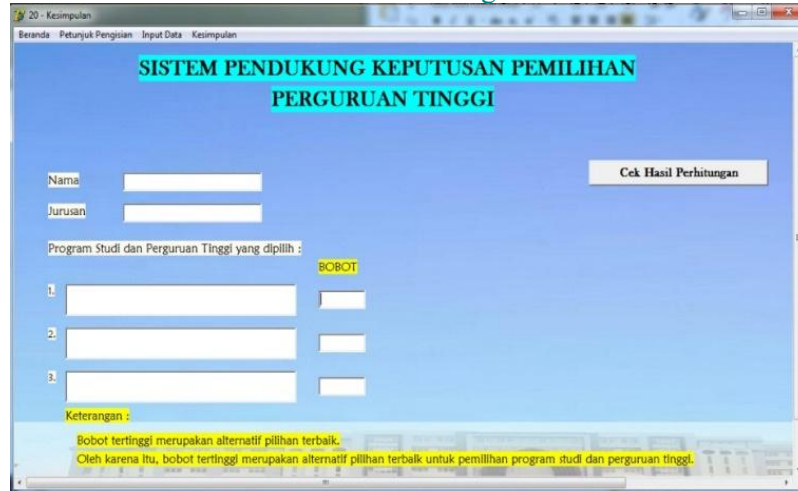 20 - Kesimpulan
Beranda Petunjuk Pengisian Input Data Kesimpulan
SISTEM PENDUKUNG KEPUTUSAN PEMILIHAN
PERGURUAN TINGGI
Cek Hasil Perhitungan
Nama
Jurusan
Program Studi dan Perguruan Tinggi yang dipilih :
BOBOT
1.
2.
3.
Keterangan :
Bobot tertinggi merupakan alternatif pilihan terbaik.
Oleh karena itu, bobot tertinggi merupakan alternatif pilihan terbaik untuk pemilihan program studi dan perguruan tinggi.